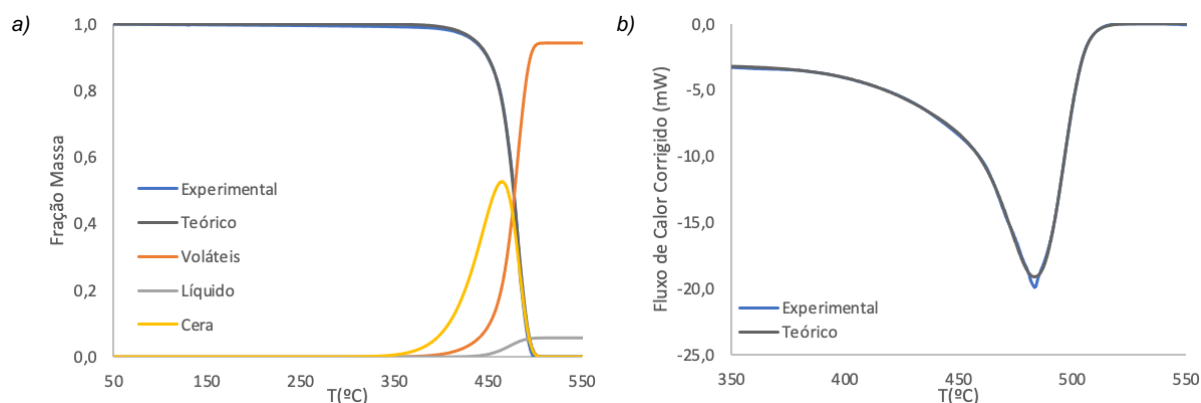 a)
Fração Massa
1,0
0,8
0,6
0,4
0,2
0,0
Experimental
Teórico
Voláteis
Líquido
Cera
50
150
250
350
450
550
T(ºC)
b)
Fluxo de Calor Corrigido (mW)
0,0
-5,0
-10,0
-15,0
-20,0
-25,0
Experimental
Teórico
350
400
450
500
550
T(ºC)